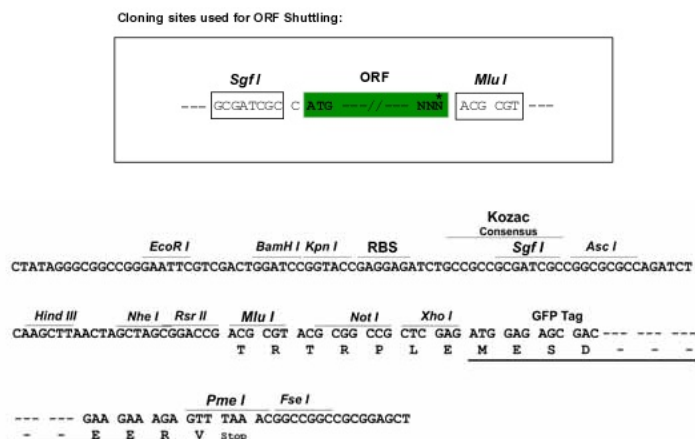 Cloning sites used for ORF Shuttling:
Sgf I ORF Mlu I
--- GCGATCGC C ATG ---//--- NNN* ACG CGT ---
Kozac
Consensus
EcoR I BamH I Kpn I RBS Sgf I Asc I
CTATAGGGCGGCCGGGAATTCGTCGACTGGATCCGGTACCGAGGAGATCTGCCGCCGCGATCGCCGGCGCGCCAGATCT
Hind III Nhe I Rsr II Mlu I Not I Xho I GFP Tag
CAAGCTTAACTAGCTAGCGGACCG ACG CGT ACG CGG CCG CTC GAG ATG GAG AGC GAC--- --- ---
T R T R P L E M E S D - - -
Pme I Fse I
--- --- GAA GAA AGA GTT TAA ACGGCCGGCCGCGGAGCT
- - E E R V Stop